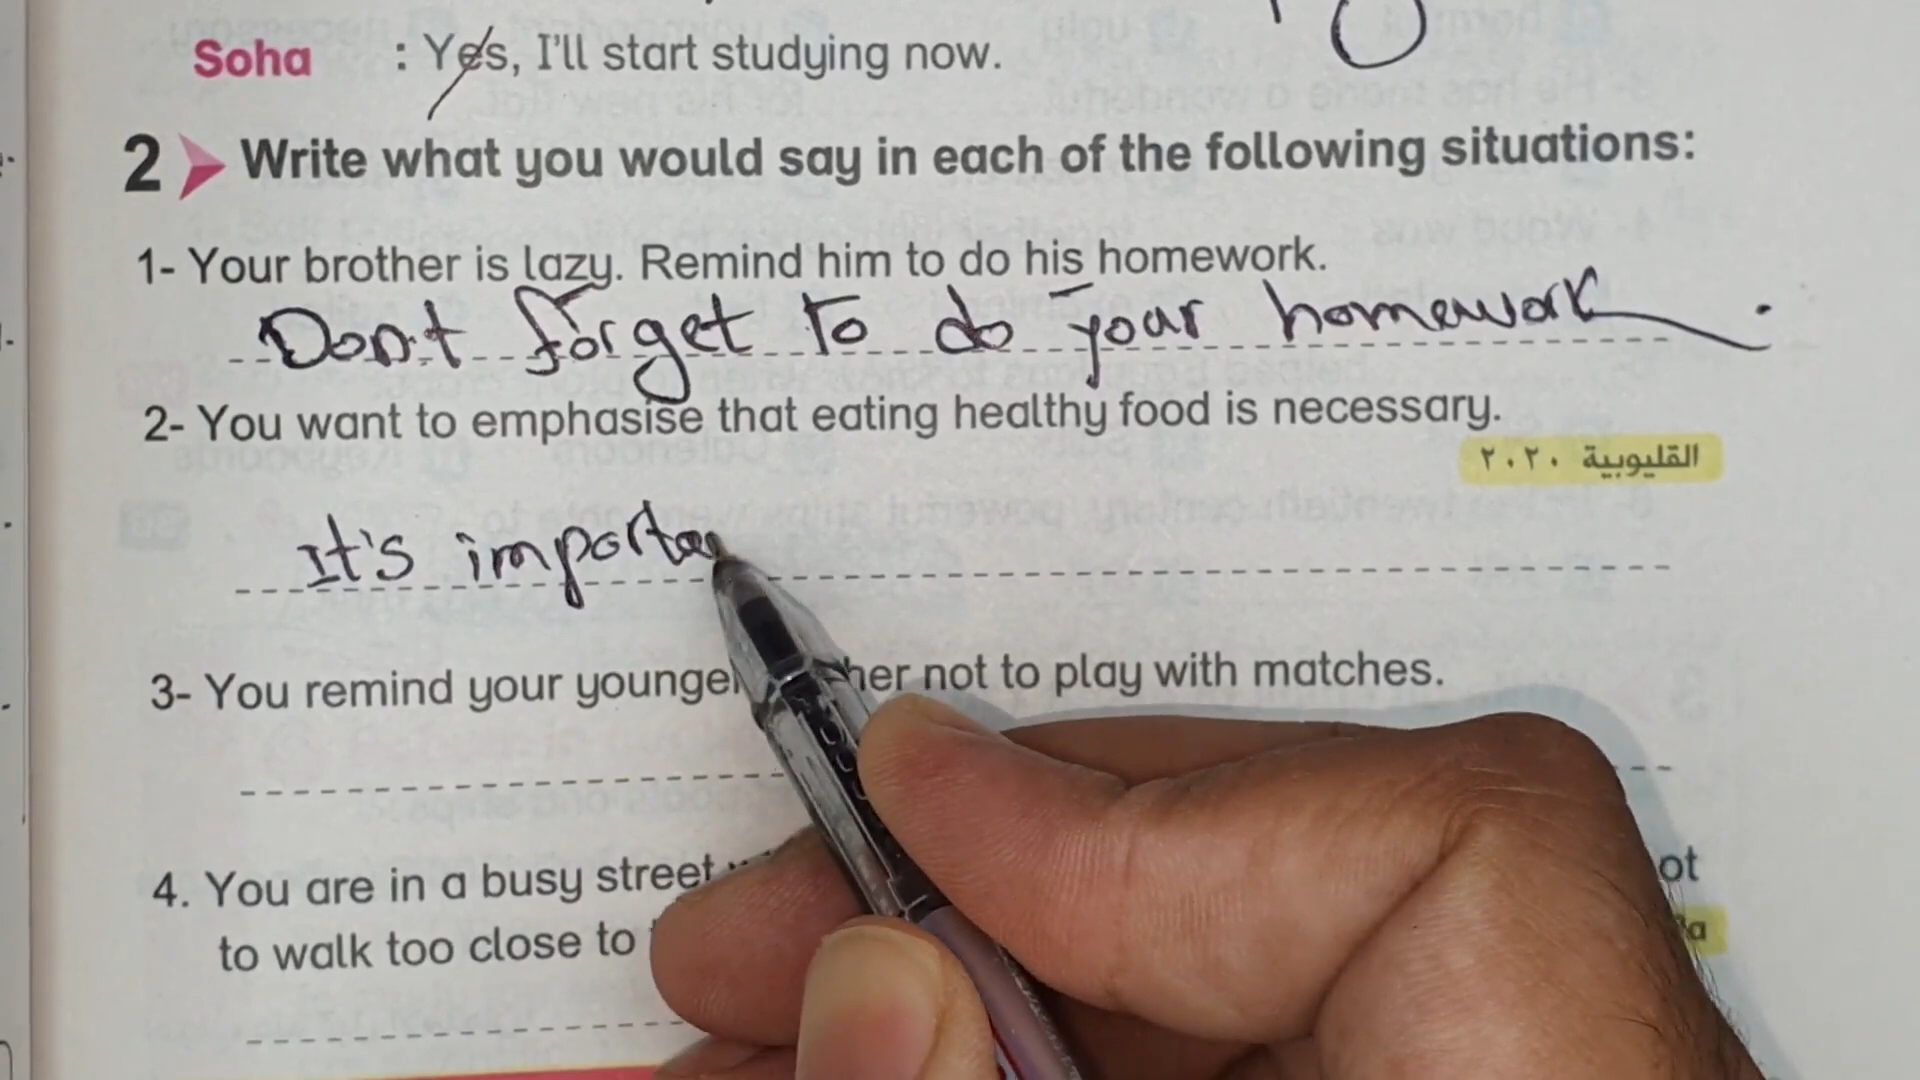 Soha : Yes, I'll start studying now.
2 Write what you would say in each of the following situations:
1- Your brother is lazy. Remind him to do his homework.
Don't forget to do your homework.
2- You want to emphasise that eating healthy food is necessary.
القليوبية ٢٠٢٠
It's importa
3- You remind your younger not to play with matches.
4. You are in a busy street
to walk too close to